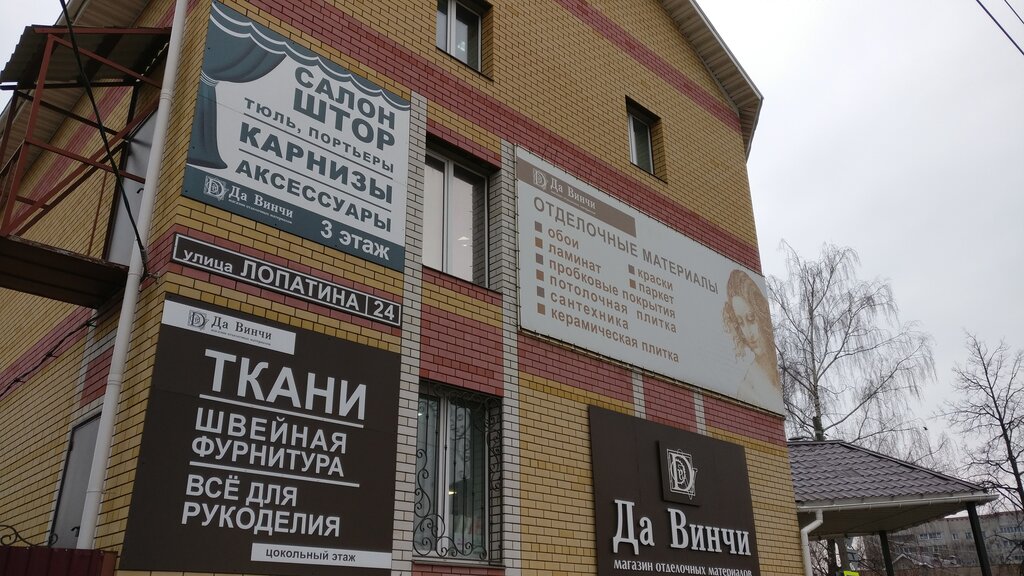 САЛОН
ШТОР
ТЮЛЬ, ПОРТЬЕРЫ
КАРНИЗЫ
АКСЕССУАРЫ
Да Винчи
3 этаж
улица ЛОПАТИНА 24
Да Винчи
ТКАНИ
ШВЕЙНАЯ
ФУРНИТУРА
ВСЁ ДЛЯ
РУКОДЕЛИЯ
цокольный этаж
Да Винчи
ОТДЕЛОЧНЫЕ МАТЕРИАЛЫ
обои
ламинат
пробковые покрытия
потолочная плитка
сантехника
керамическая плитка
краски
паркет
Да Винчи
магазин отделочных материалов